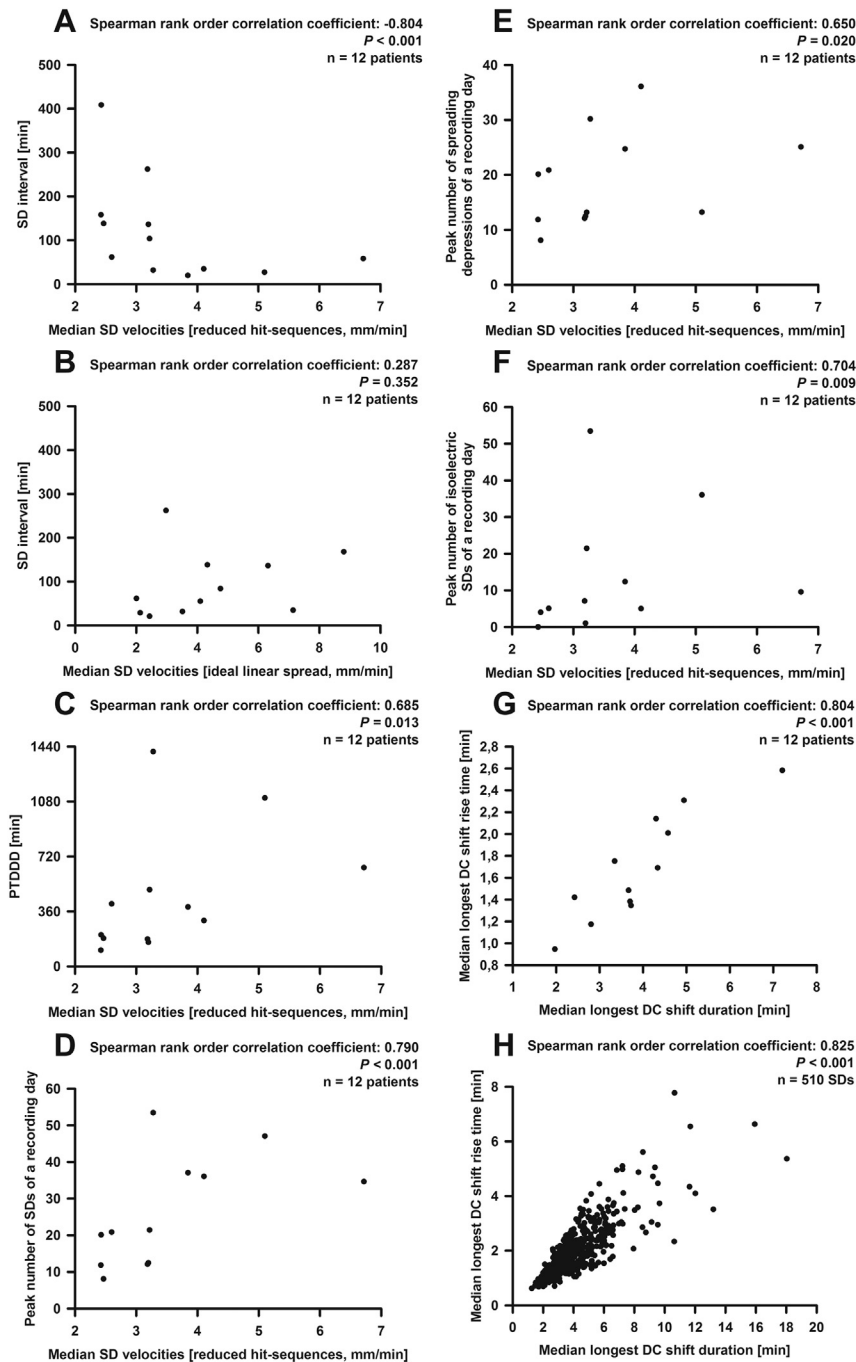 A
Spearman rank order correlation coefficient: -0.804
P < 0.001
n = 12 patients
500
400
300
200
100
0
SD interval [min]
2 3 4 5 6 7
Median SD velocities [reduced hit-sequences, mm/min]
B
Spearman rank order correlation coefficient: 0.287
P = 0.352
n = 12 patients
500
400
300
200
100
0
SD interval [min]
0 2 4 6 8 10
Median SD velocities [ideal linear spread, mm/min]
C
Spearman rank order correlation coefficient: 0.685
P = 0.013
n = 12 patients
1440
1080
720
360
0
PTDDD [min]
2 3 4 5 6 7
Median SD velocities [reduced hit-sequences, mm/min]
D
Spearman rank order correlation coefficient: 0.790
P < 0.001
n = 12 patients
60
50
40
30
20
10
0
Peak number of SDs of a recording day
2 3 4 5 6 7
Median SD velocities [reduced hit-sequences, mm/min]
E
Spearman rank order correlation coefficient: 0.650
P = 0.020
n = 12 patients
40
30
20
10
0
Peak number of spreading
depressions of a recording day
2 3 4 5 6 7
Median SD velocities [reduced hit-sequences, mm/min]
F
Spearman rank order correlation coefficient: 0.704
P = 0.009
n = 12 patients
60
50
40
30
20
10
0
Peak number of isoelectric
SDs of a recording day
2 3 4 5 6 7
Median SD velocities [reduced hit-sequences, mm/min]
G
Spearman rank order correlation coefficient: 0.804
P < 0.001
n = 12 patients
2,8
2,6
2,4
2,2
2,0
1,8
1,6
1,4
1,2
1,0
0,8
Median longest DC shift rise time [min]
1 2 3 4 5 6 7 8
Median longest DC shift duration [min]
H
Spearman rank order correlation coefficient: 0.825
P < 0.001
n = 510 SDs
8
6
4
2
0
Median longest DC shift rise time [min]
0 2 4 6 8 10 12 14 16 18 20
Median longest DC shift duration [min]